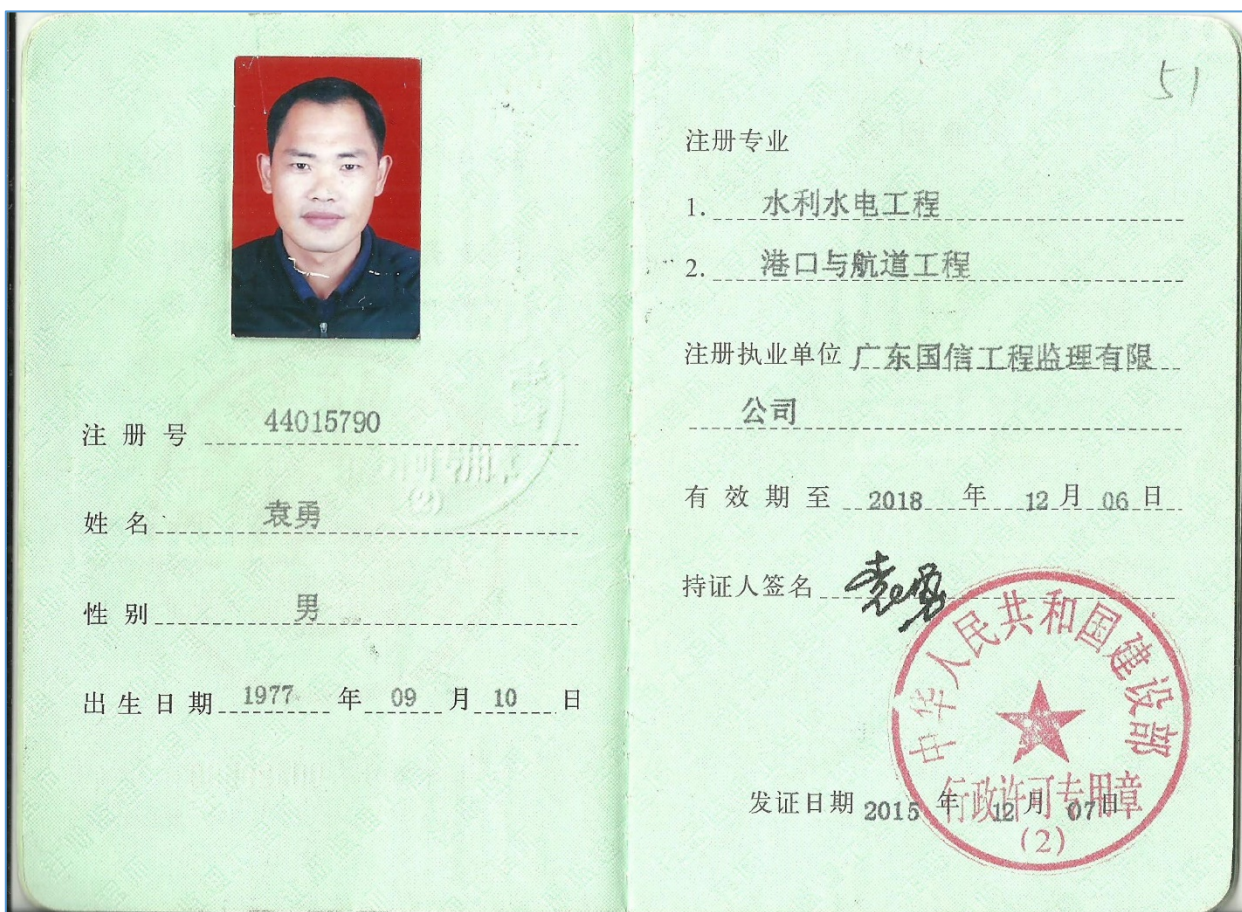 注册号 44015790
姓名 袁勇
性别 男
出生日期 1977 年 09 月 10 日
51
注册专业
1. 水利水电工程
2. 港口与航道工程
注册执业单位 广东国信工程监理有限
公司
有效期至 2018 年 12 月 06 日
持证人签名 袁勇
中华人民共和国建设部
发证日期 2015 年 12 月 07 日
行政许可专用章
(2)